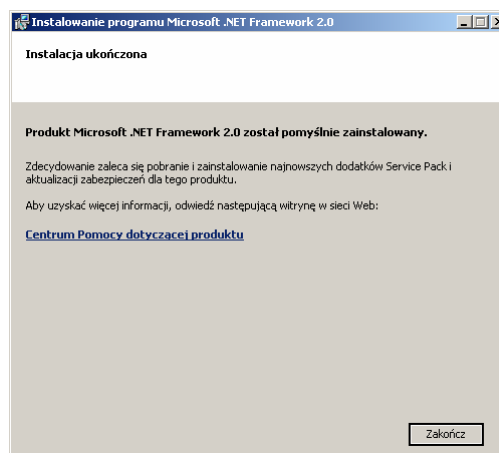 Instalowanie programu Microsoft .NET Framework 2.0
Instalacja ukończona
Produkt Microsoft .NET Framework 2.0 został pomyślnie zainstalowany.
Zdecydowanie zaleca się pobranie i zainstalowanie najnowszych dodatków Service Pack i
aktualizacji zabezpieczeń dla tego produktu.
Aby uzyskać więcej informacji, odwiedź następującą witrynę w sieci Web:
Centrum Pomocy dotyczącej produktu
Zakończ